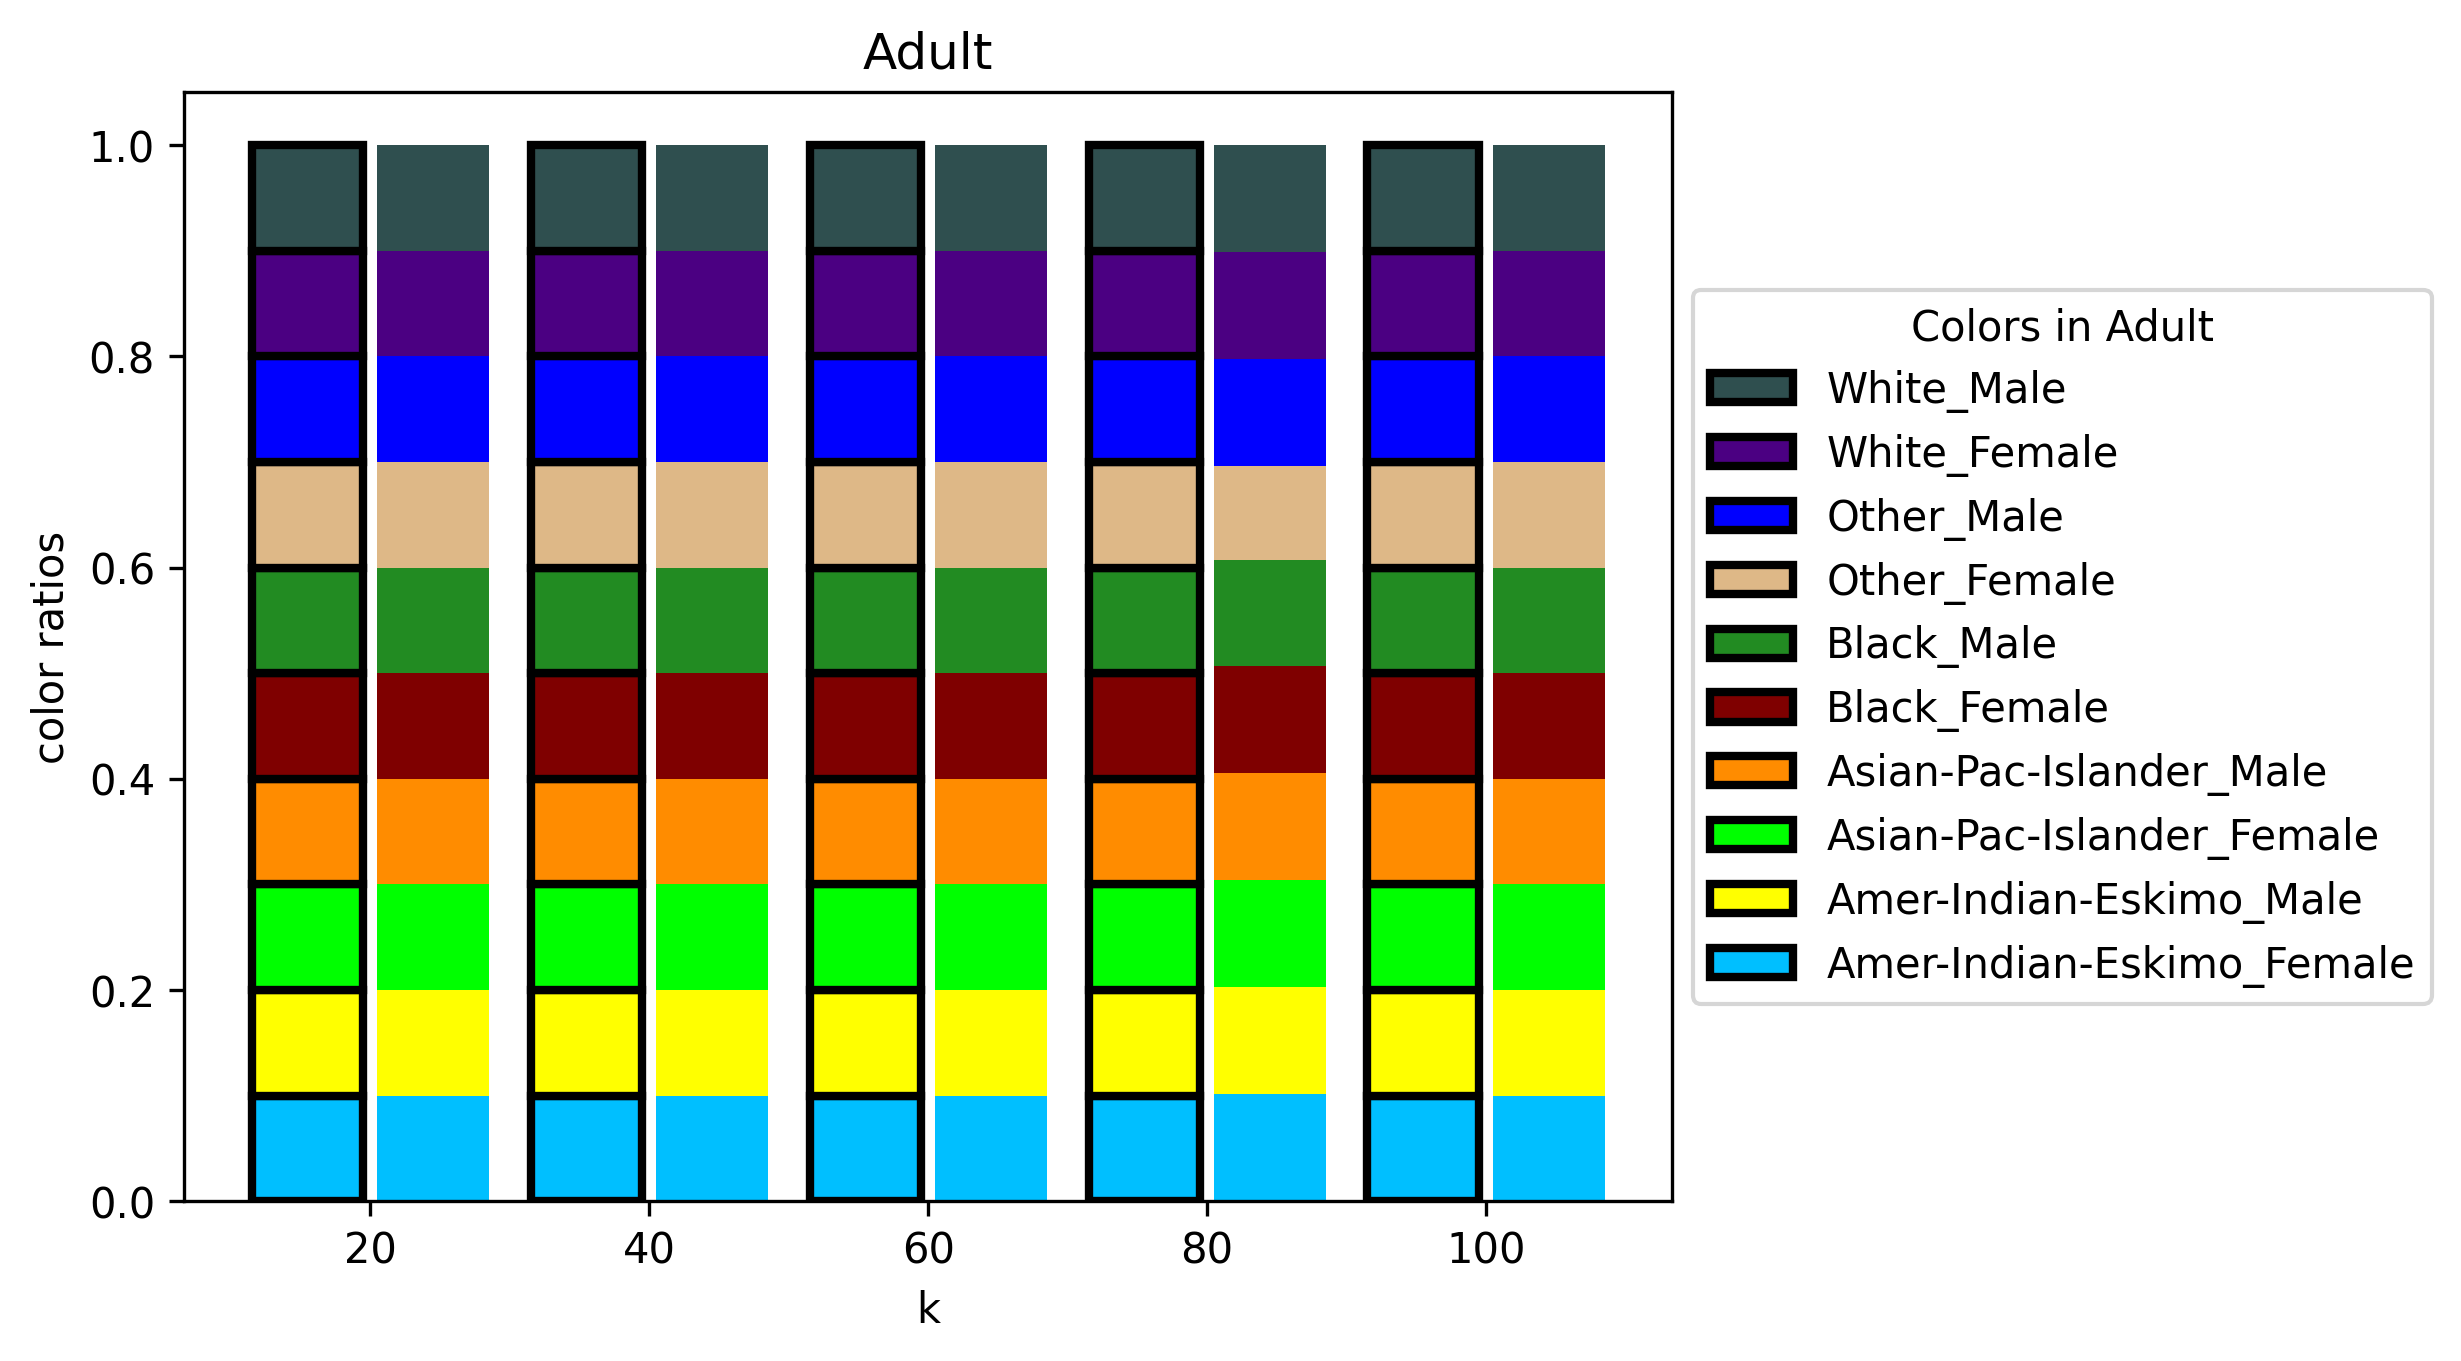 Adult
1.0
0.8
0.6
0.4
0.2
0.0
color ratios
20 40 60 80 100
k
Colors in Adult
White_Male
White_Female
Other_Male
Other_Female
Black_Male
Black_Female
Asian-Pac-Islander_Male
Asian-Pac-Islander_Female
Amer-Indian-Eskimo_Male
Amer-Indian-Eskimo_Female